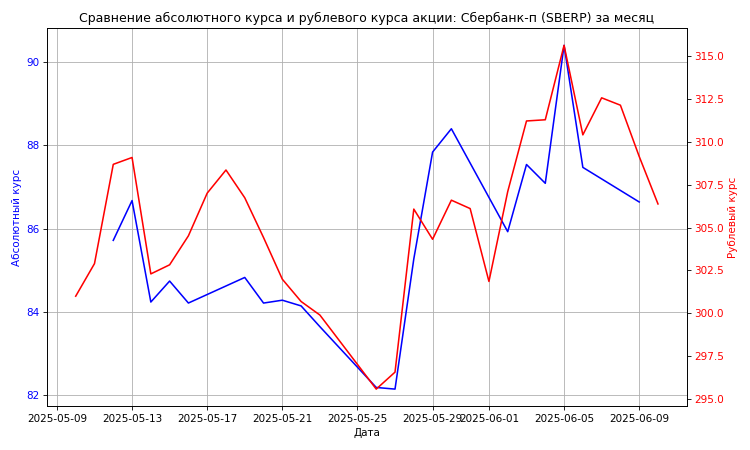 Сравнение абсолютного курса и рублевого курса акции: Сбербанк-п (SBERP) за месяц
Абсолютный курс
90
88
86
84
82
315.0
312.5
310.0
307.5
305.0
302.5
300.0
297.5
295.0
Рублевый курс
2025-05-09 2025-05-13 2025-05-17 2025-05-21 2025-05-25 2025-05-29 2025-06-01 2025-06-05 2025-06-09
Дата